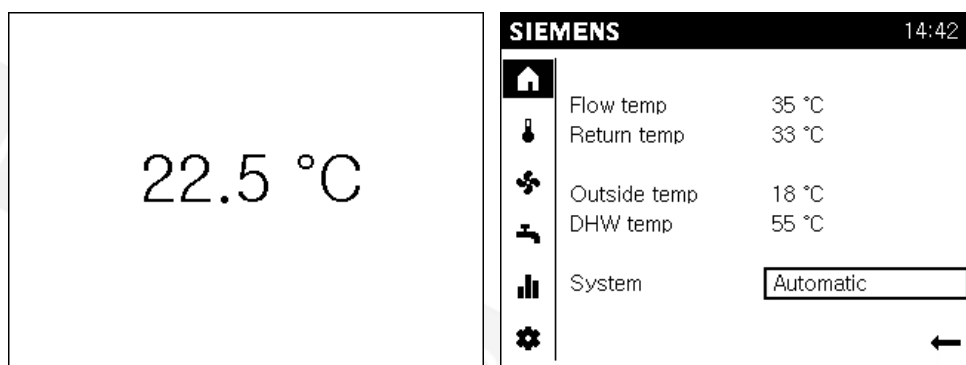 22.5 °C
SIEMENS 14:42
Flow temp 35 °C
Return temp 33 °C
Outside temp 18 °C
DHW temp 55 °C
System Automatic